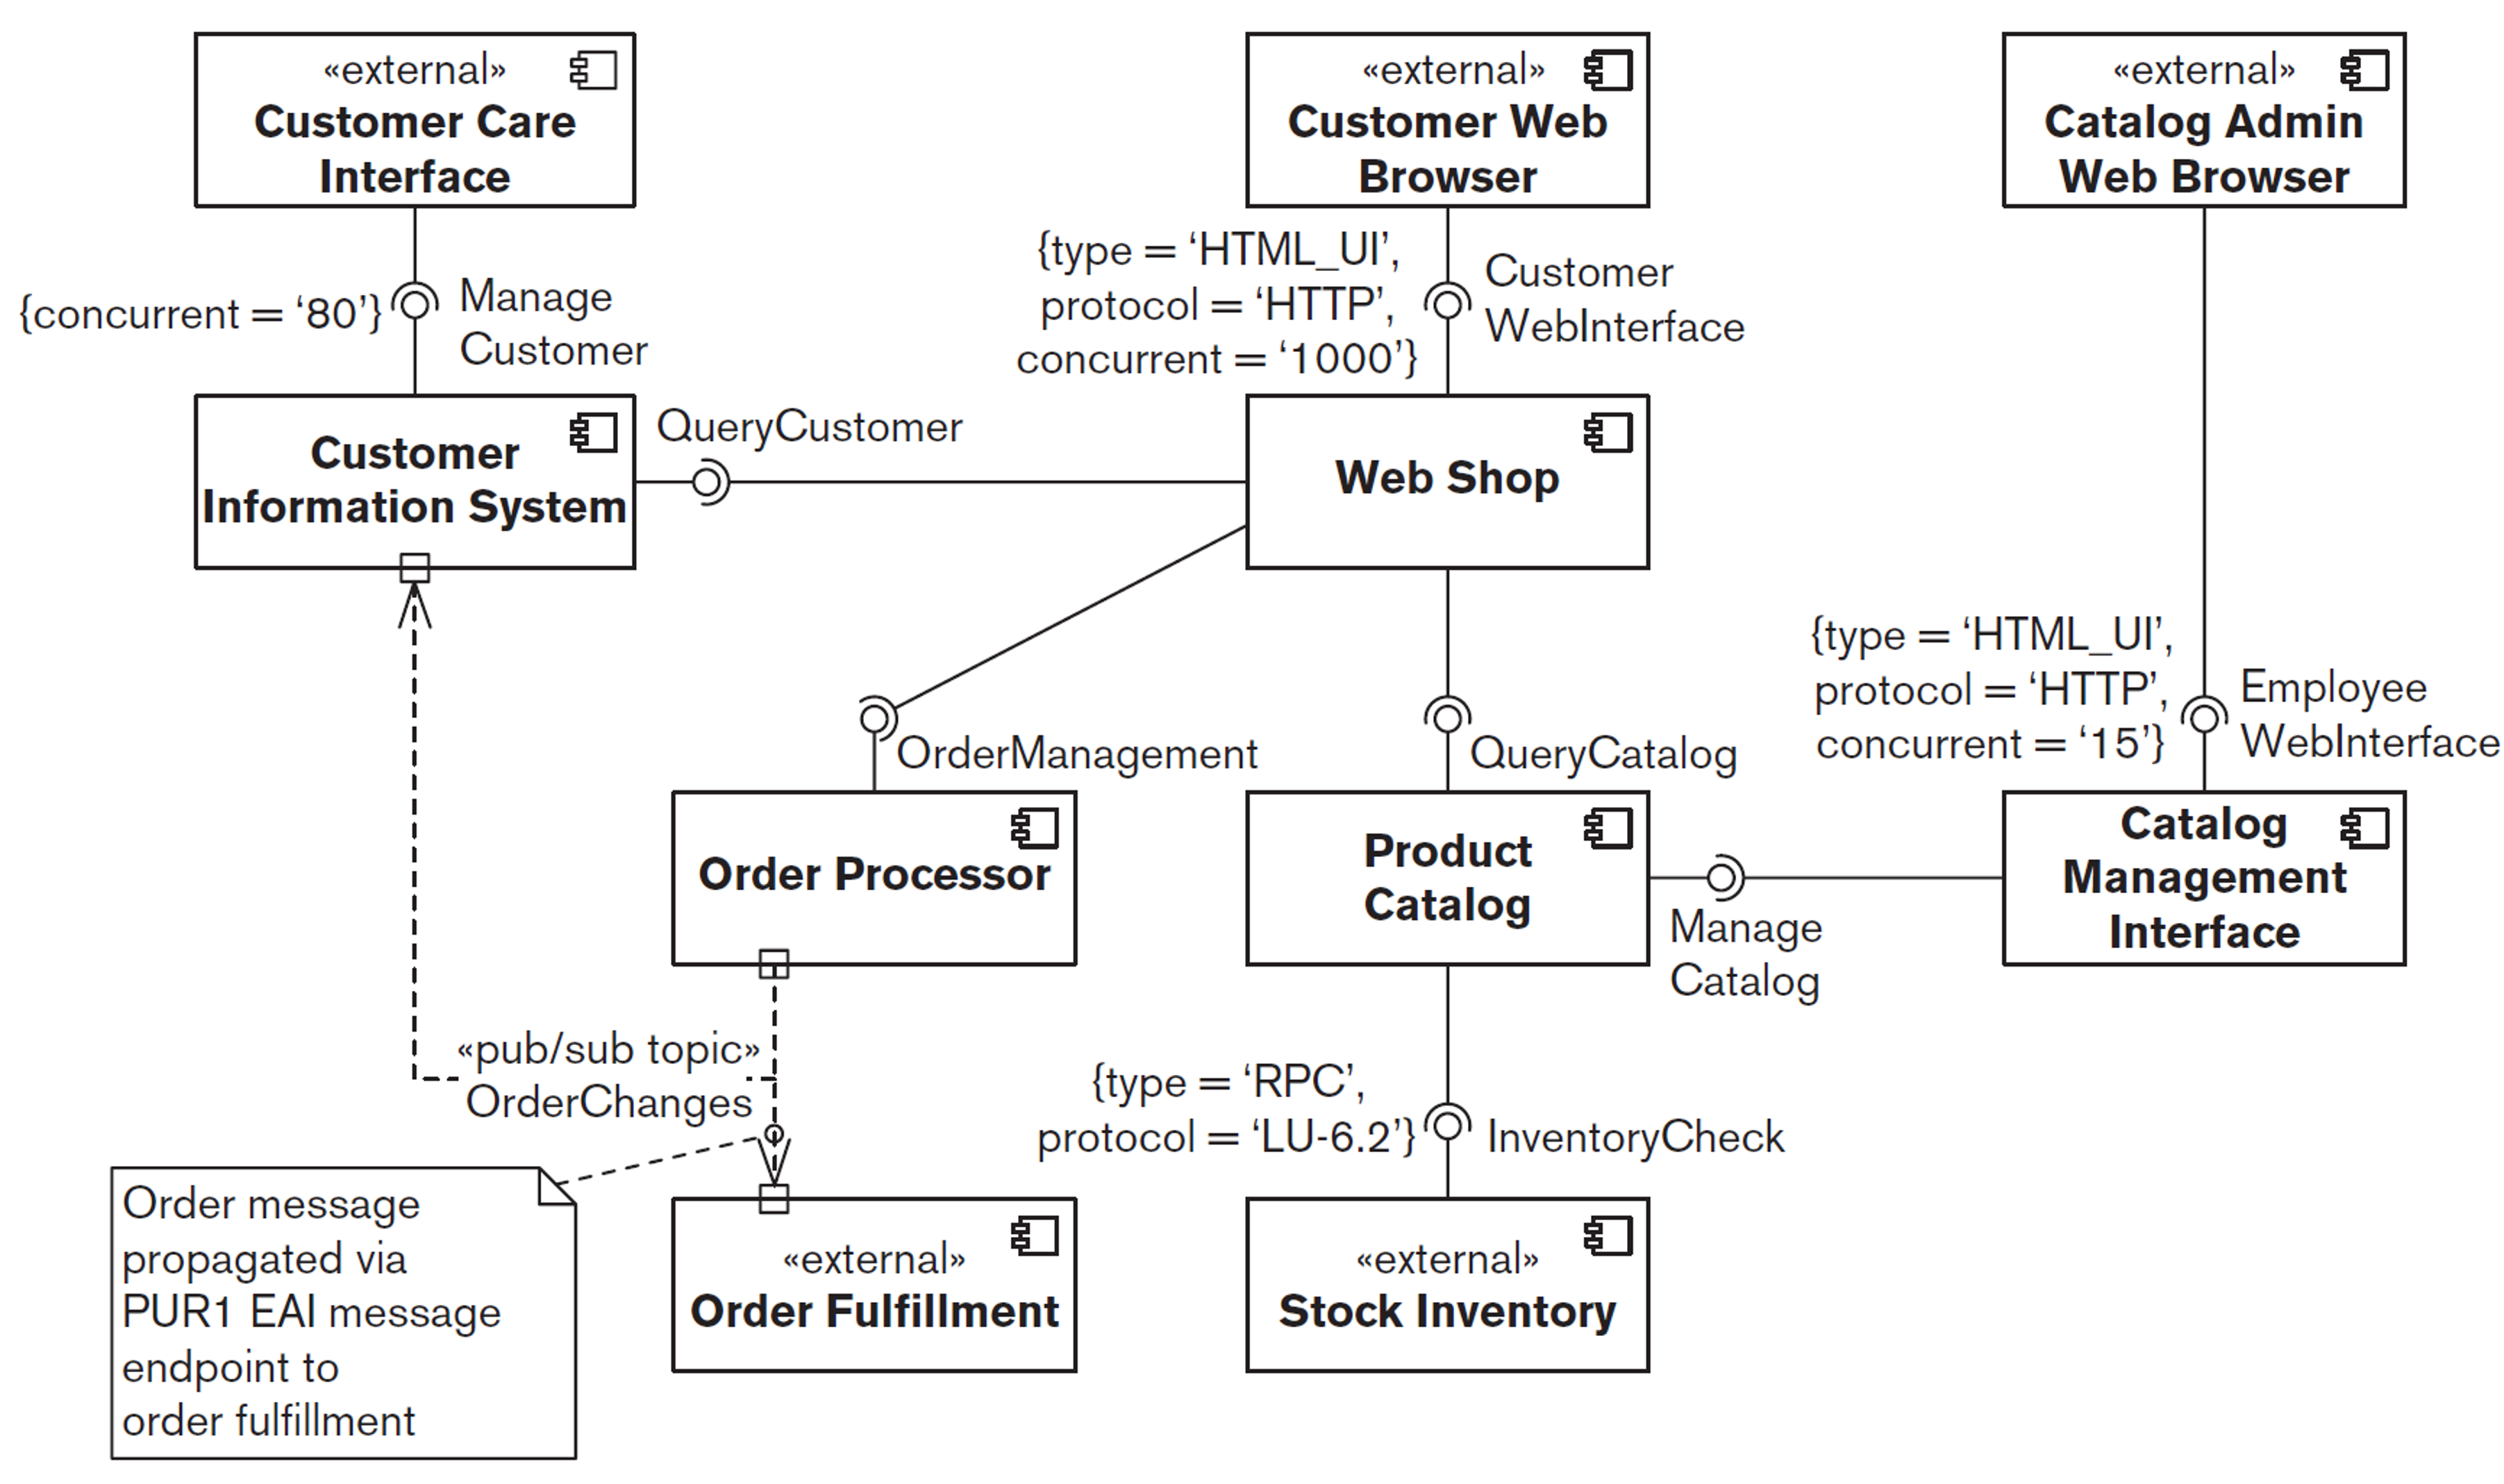 «external»
Customer Care
Interface
«external»
Customer Web
Browser
«external»
Catalog Admin
Web Browser
{concurrent = ‘80’}
Manage
Customer
{type = ‘HTML_UI’,
protocol = ‘HTTP’,
concurrent = ‘1000’}
Customer
WebInterface
Customer
Information System
QueryCustomer
Web Shop
{type = ‘HTML_UI’,
protocol = ‘HTTP’,
concurrent = ‘15’}
Employee
WebInterface
OrderManagement
QueryCatalog
Order Processor
Product
Catalog
Manage
Catalog
Catalog
Management
Interface
«pub/sub topic»
OrderChanges
{type = ‘RPC’,
protocol = ‘LU-6.2’}
InventoryCheck
Order message
propagated via
PUR1 EAI message
endpoint to
order fulfillment
«external»
Order Fulfillment
«external»
Stock Inventory